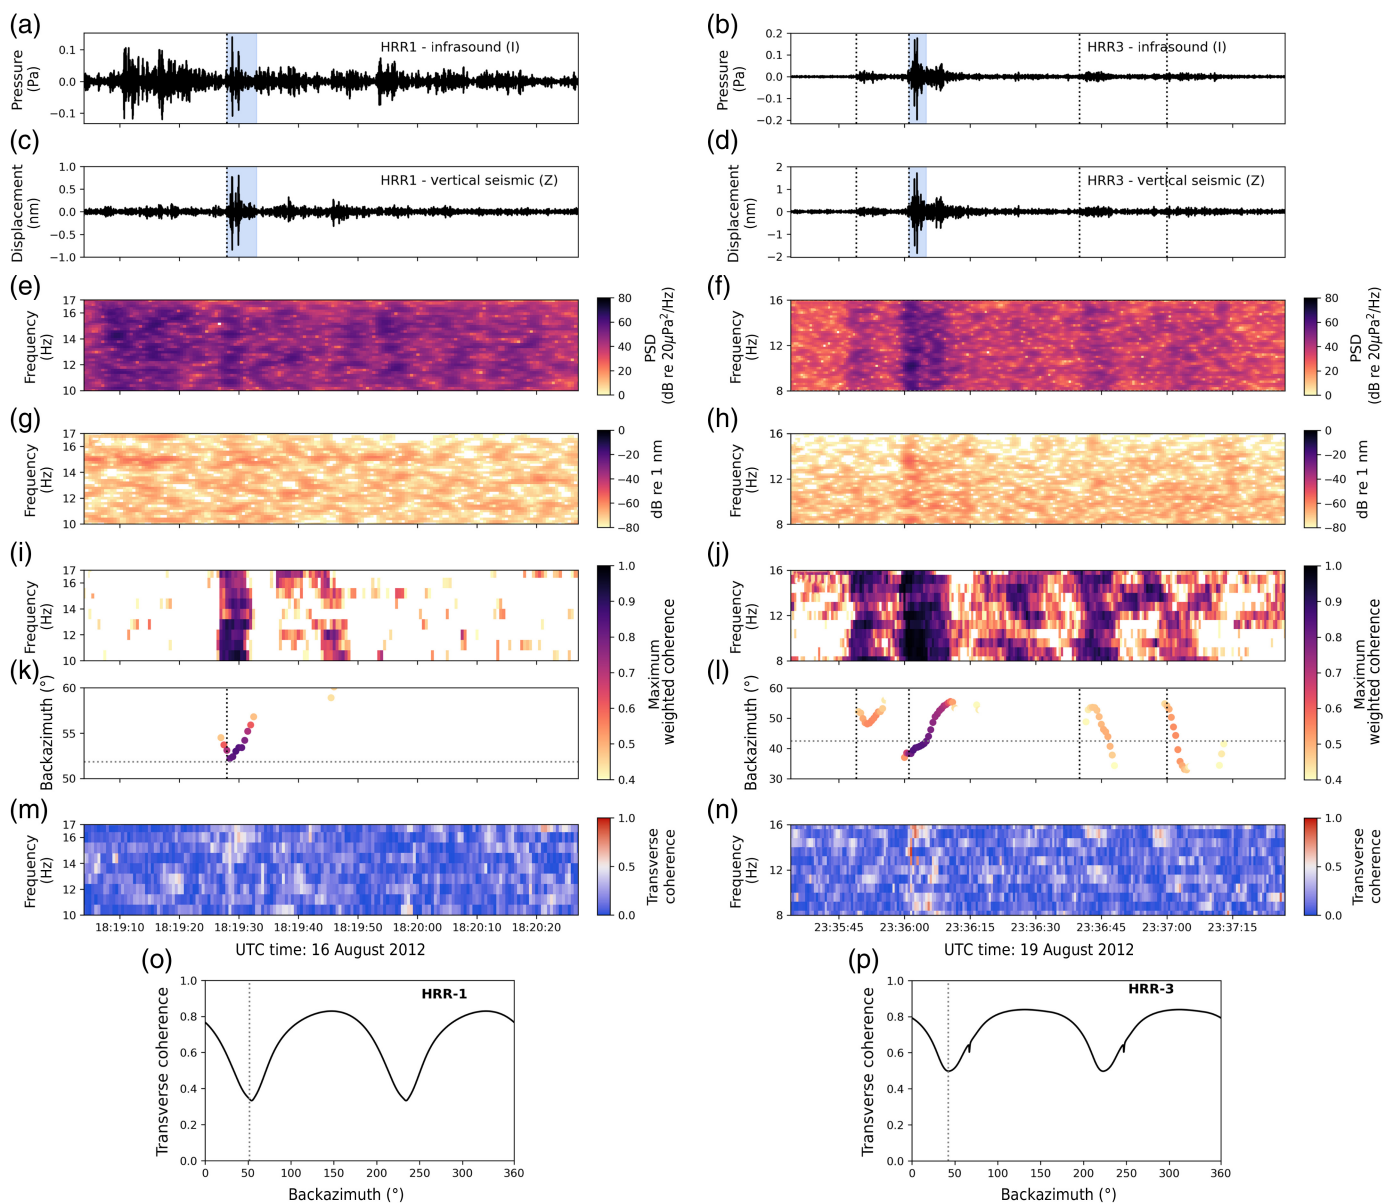 (a)
HRR1 - infrasound (I)
Pressure
(Pa)
0.1
0.0
−0.1
(b)
HRR3 - infrasound (I)
Pressure
(Pa)
0.2
0.1
0.0
−0.1
−0.2
(c)
HRR1 - vertical seismic (Z)
Displacement
(nm)
1.0
0.5
0.0
−0.5
−1.0
(d)
HRR3 - vertical seismic (Z)
Displacement
(nm)
2
1
0
−1
−2
(e)
Frequency
(Hz)
17
16
14
12
10
80
60
40
20
0
PSD
(dB re 20μPa²/Hz)
(f)
Frequency
(Hz)
16
12
8
80
60
40
20
0
PSD
(dB re 20μPa²/Hz)
(g)
Frequency
(Hz)
17
16
14
12
10
0
−20
−40
−60
−80
dB re 1 nm
(h)
Frequency
(Hz)
16
12
8
0
−20
−40
−60
−80
dB re 1 nm
(i)
Frequency
(Hz)
17
16
14
12
10
1.0
0.9
0.8
0.7
0.6
0.5
0.4
Maximum
weighted coherence
(j)
Frequency
(Hz)
16
12
8
1.0
0.9
0.8
0.7
0.6
0.5
0.4
Maximum
weighted coherence
(k)
Backazimuth (°)
60
55
50
(l)
Backazimuth (°)
60
50
40
30
(m)
Frequency
(Hz)
17
16
14
12
10
1.0
0.5
0.0
Transverse
coherence
18:19:10 18:19:20 18:19:30 18:19:40 18:19:50 18:20:00 18:20:10 18:20:20
UTC time: 16 August 2012
(n)
Frequency
(Hz)
16
12
8
1.0
0.5
0.0
Transverse
coherence
23:35:45 23:36:00 23:36:15 23:36:30 23:36:45 23:37:00 23:37:15
UTC time: 19 August 2012
(o)
HRR-1
Transverse coherence
1.0
0.8
0.6
0.4
0.2
0.0
0 50 100 150 200 250 300 360
Backazimuth (°)
(p)
HRR-3
Transverse coherence
1.0
0.8
0.6
0.4
0.2
0.0
0 50 100 150 200 250 300 360
Backazimuth (°)